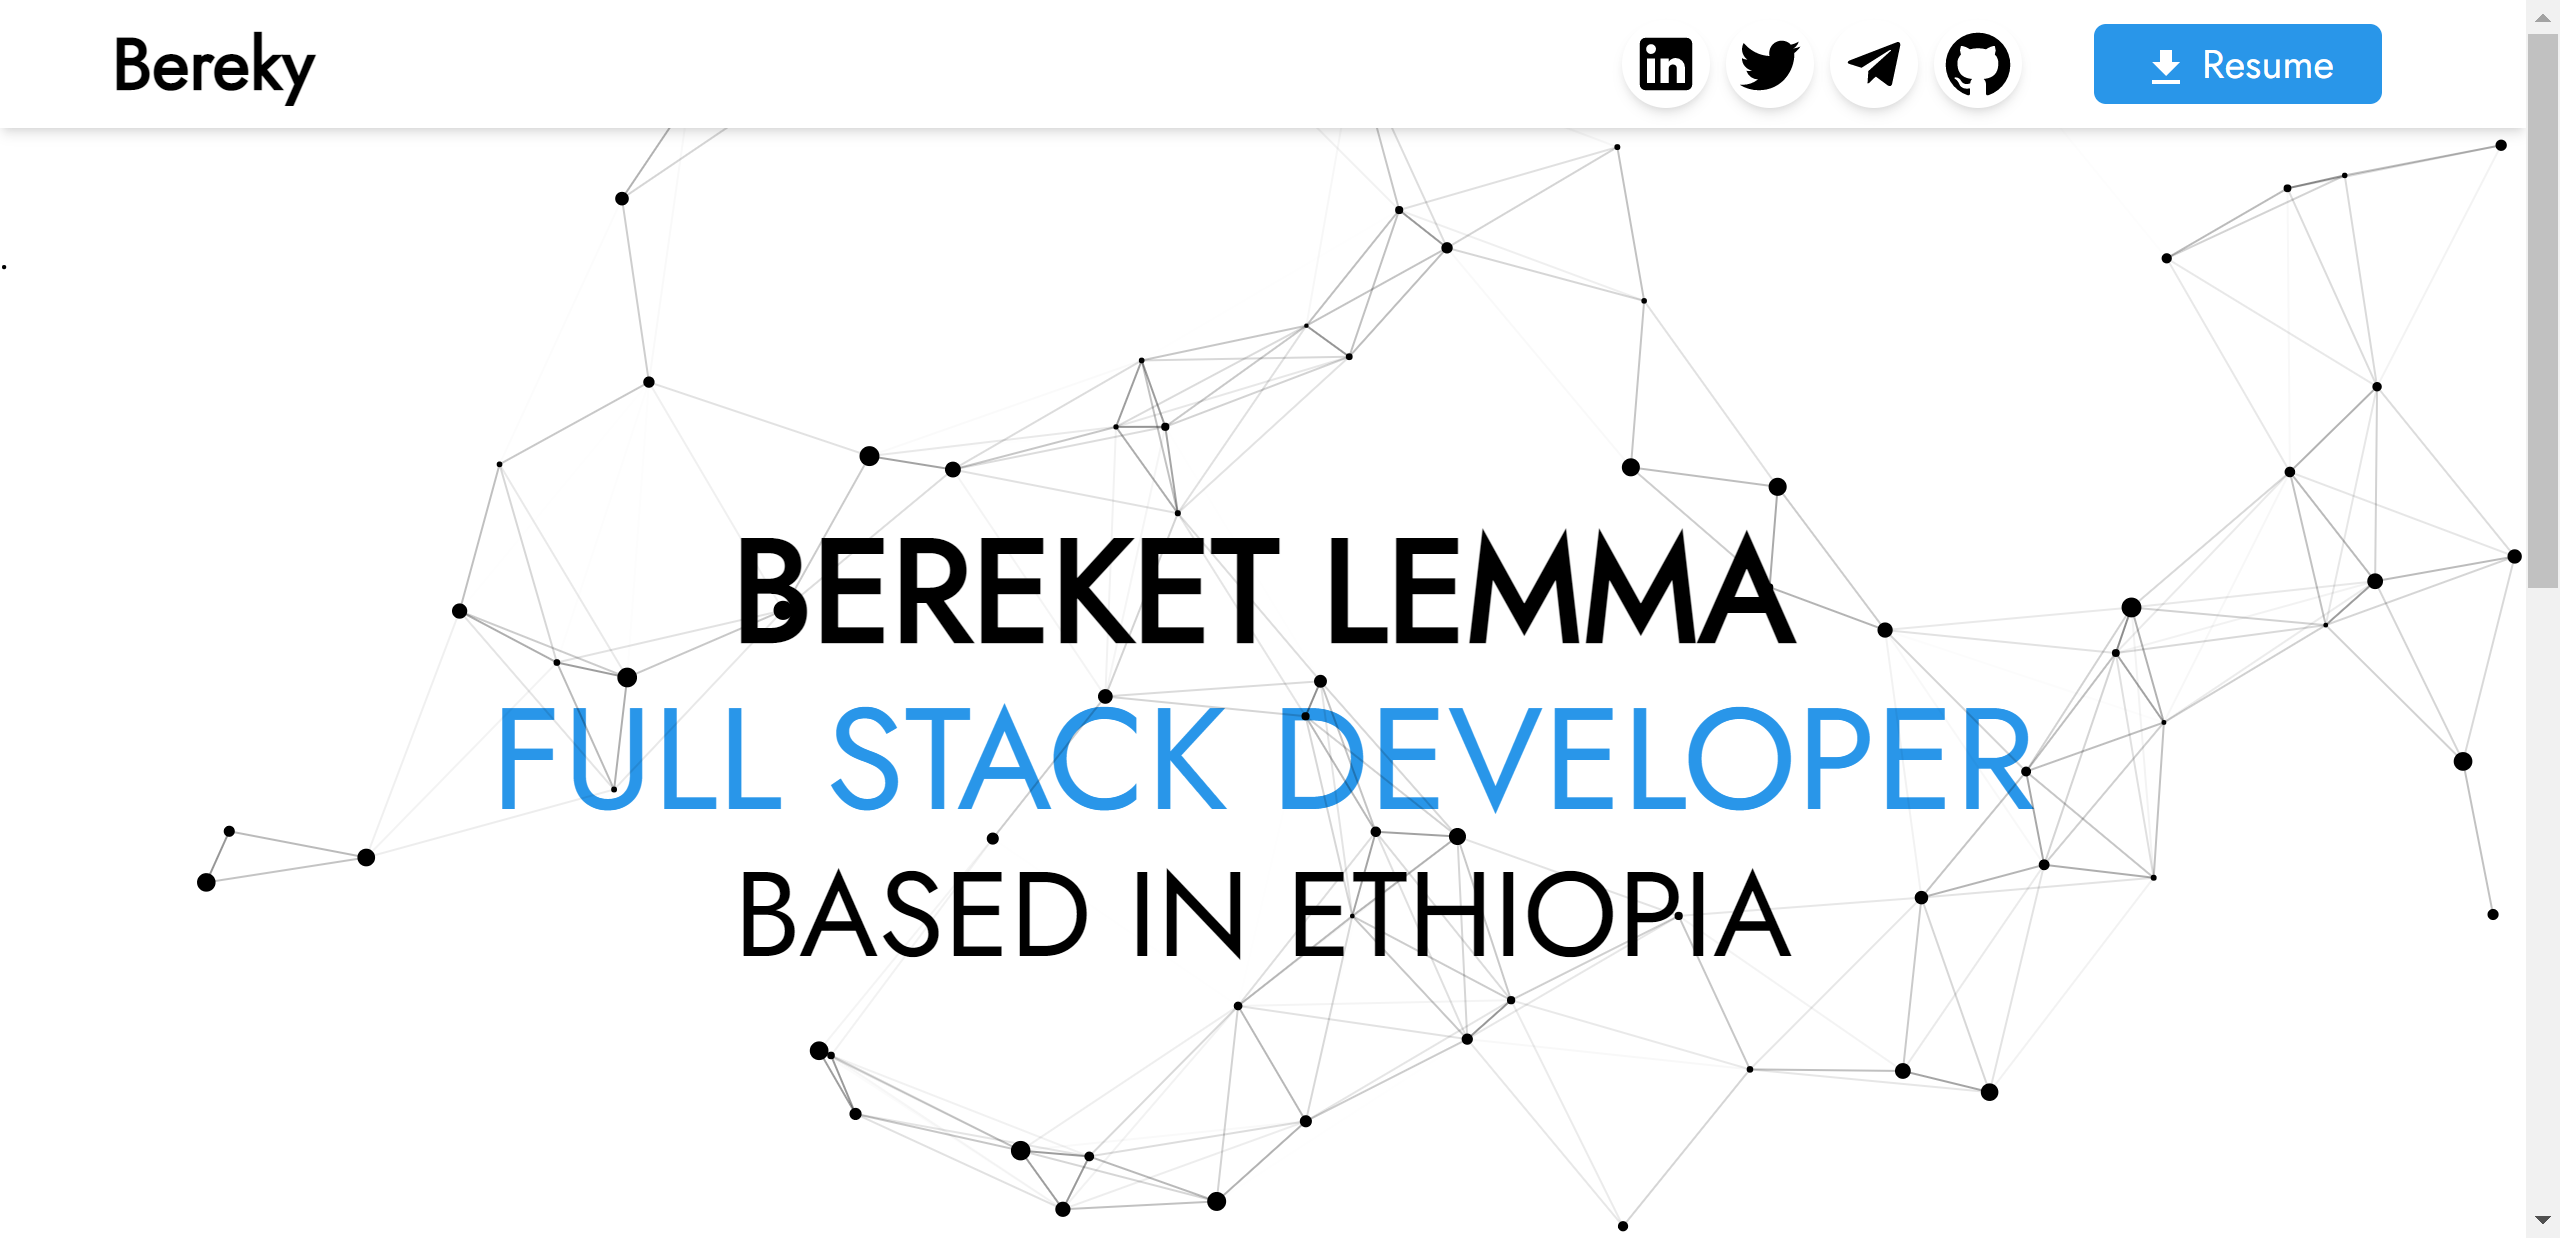 Bereky
Resume
BEREKET LEMMA
FULL STACK DEVELOPER
BASED IN ETHIOPIA